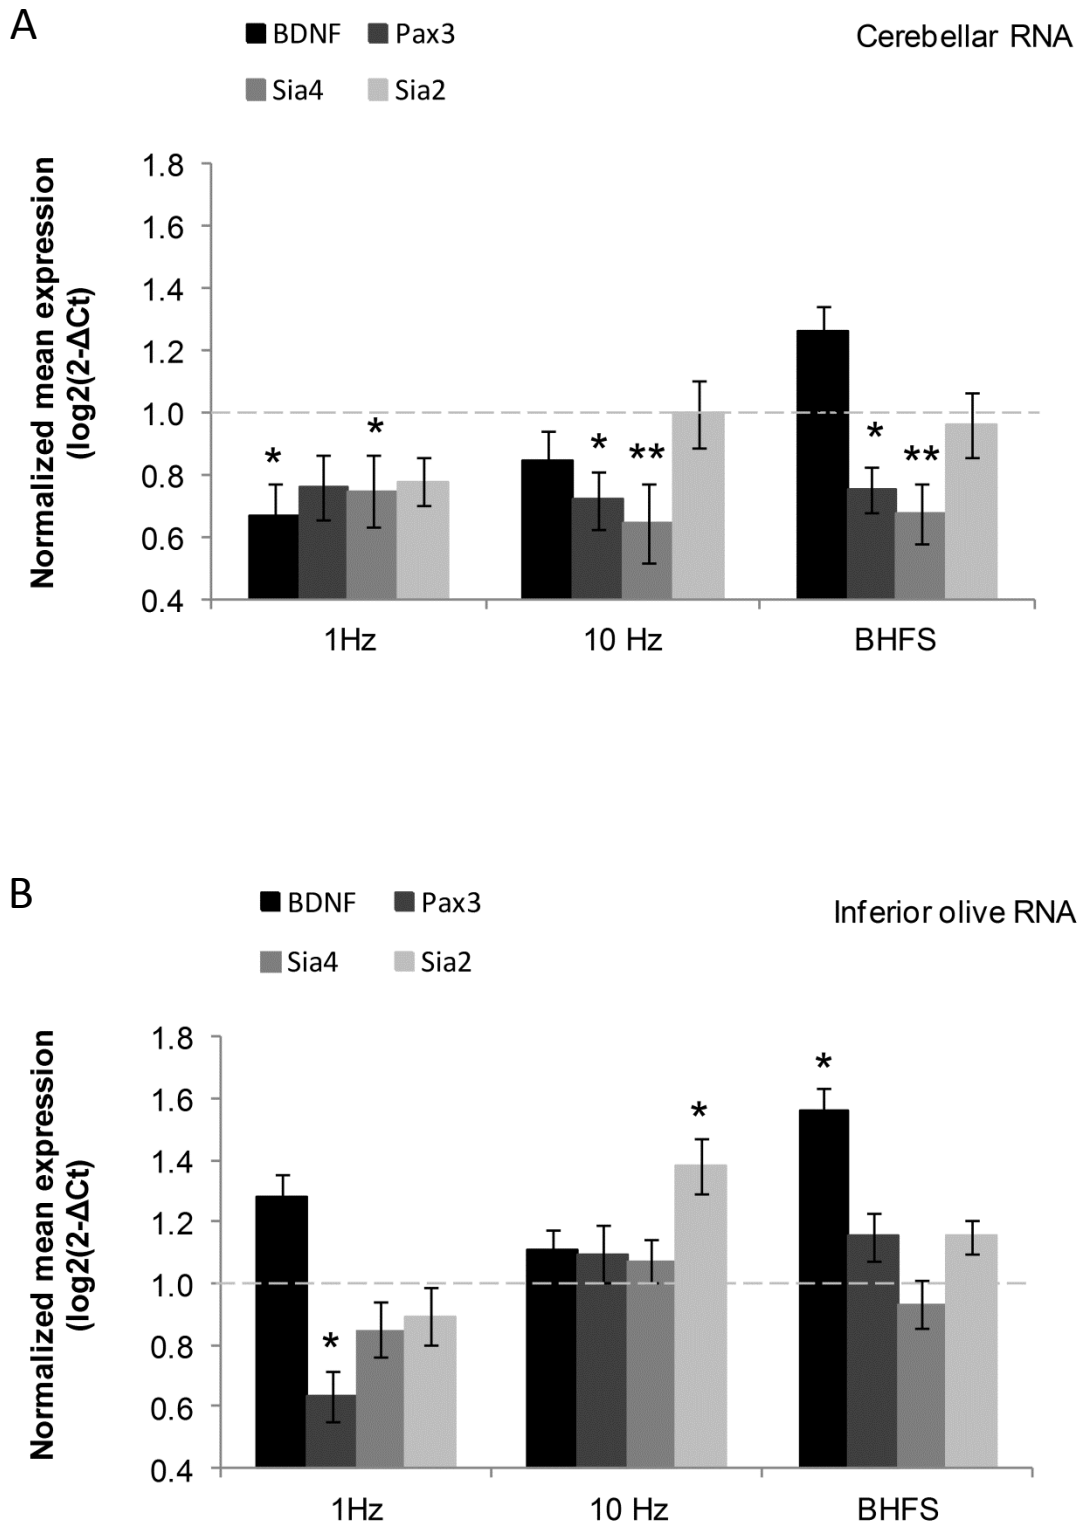 A
BDNF Pax3
Cerebellar RNA
Sia4 Sia2
Normalized mean expression
(log2(2-ΔCt)
1.8
1.6
1.4
1.2
1.0
0.8
0.6
0.4
*
*
*
**
*
**
1Hz 10 Hz BHFS
B
BDNF Pax3
Inferior olive RNA
Sia4 Sia2
Normalized mean expression
(log2(2-ΔCt)
1.8
1.6
1.4
1.2
1.0
0.8
0.6
0.4
*
*
*
1Hz 10 Hz BHFS